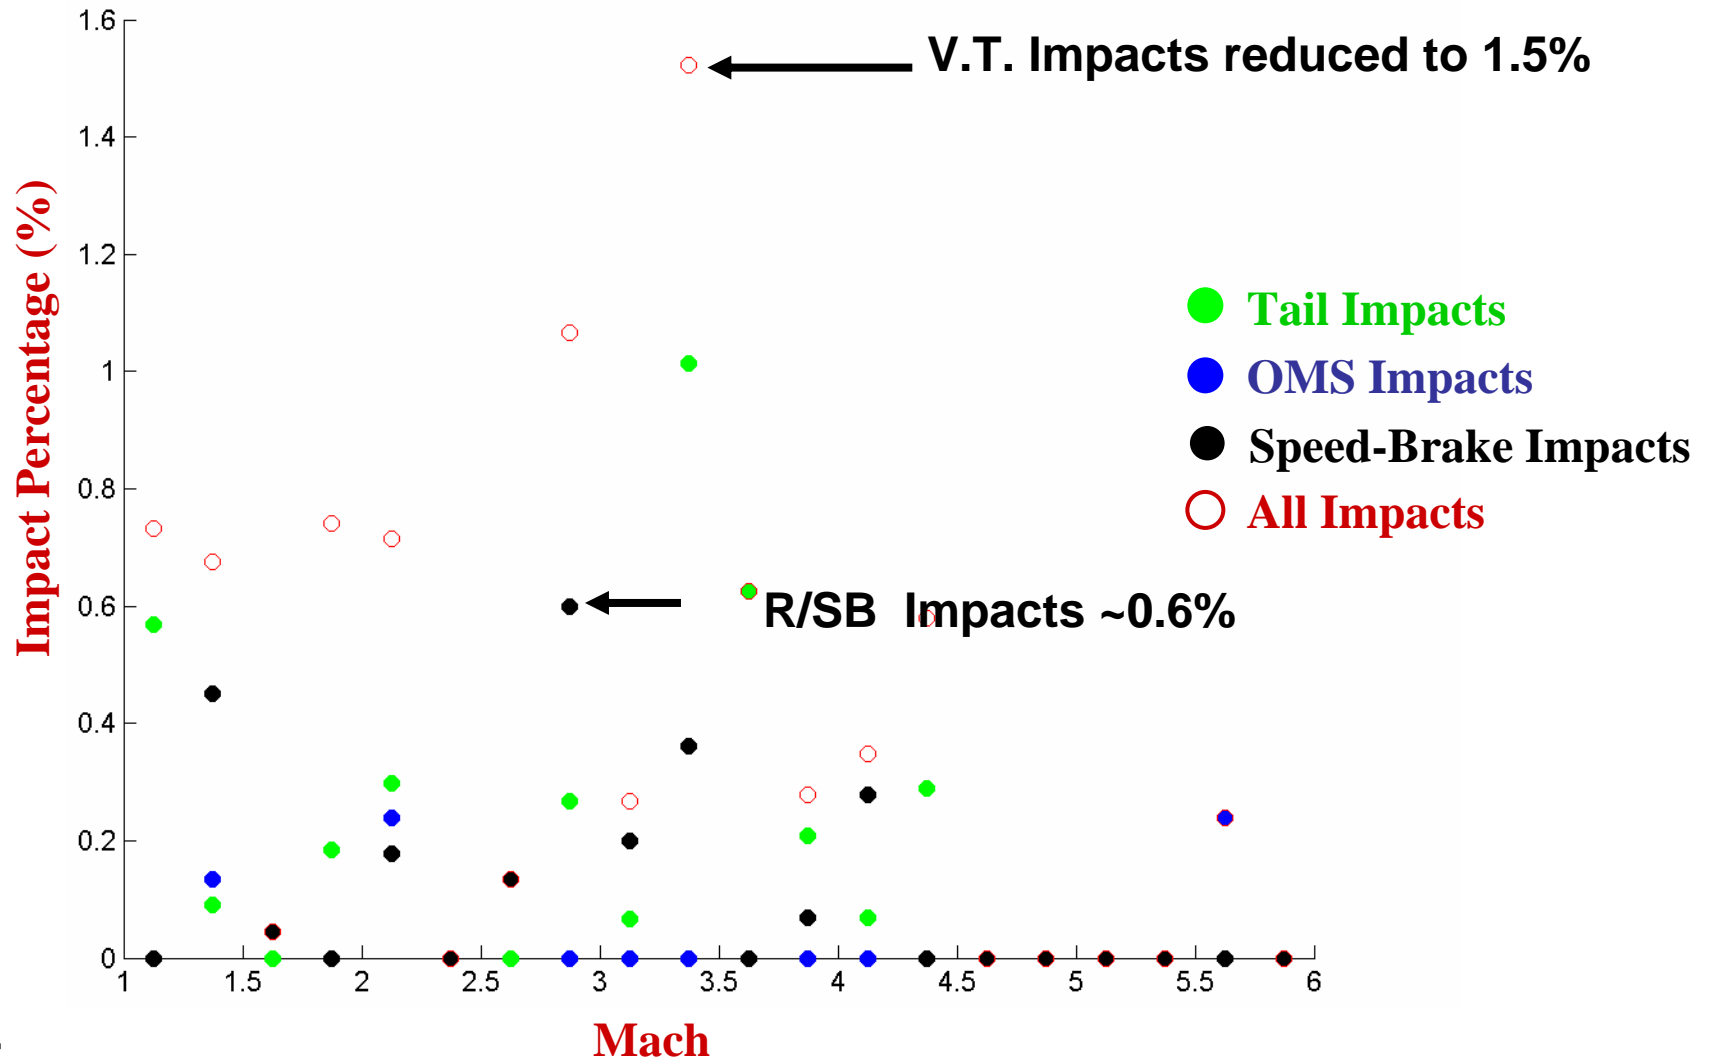 1.6
V.T. Impacts reduced to 1.5%
1.4
1.2
1
0.8
0.6
0.4
0.2
0
Impact Percentage (%)
Tail Impacts
OMS Impacts
Speed-Brake Impacts
All Impacts
R/SB Impacts ~0.6%
1 1.5 2 2.5 3 3.5 4 4.5 5 5.5 6
Mach